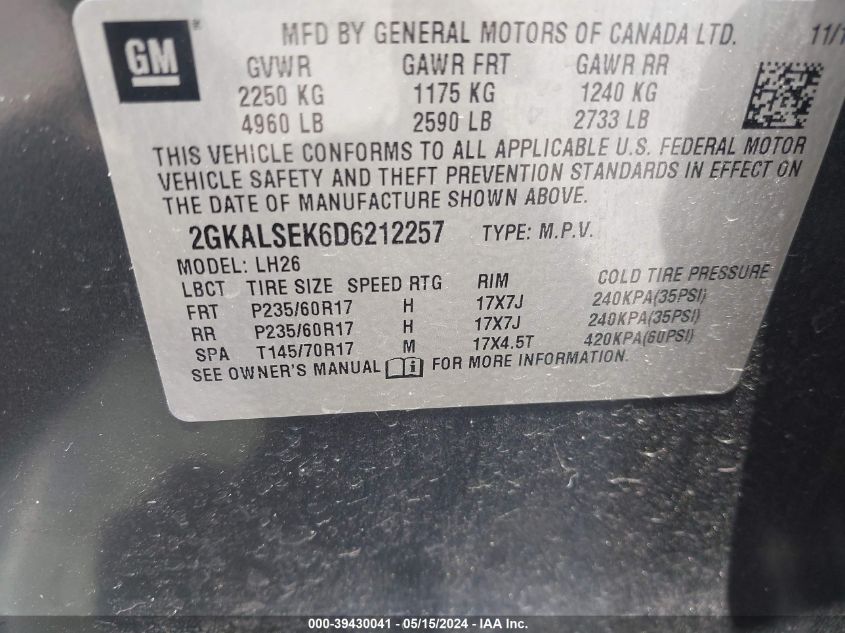 GM ®
MFD BY GENERAL MOTORS OF CANADA LTD. 11/1
GVWR GAWR FRT GAWR RR
2250 KG 1175 KG 1240 KG
4960 LB 2590 LB 2733 LB
THIS VEHICLE CONFORMS TO ALL APPLICABLE U.S. FEDERAL MOTOR
VEHICLE SAFETY AND THEFT PREVENTION STANDARDS IN EFFECT ON
THE DATE OF MANUFACTURE SHOWN ABOVE.
2GKALSEK6D6212257 TYPE: M.P.V.
MODEL: LH26
LBCT TIRE SIZE SPEED RTG RIM COLD TIRE PRESSURE
FRT P235/60R17 H 17X7J 240KPA(35PSI)
RR P235/60R17 H 17X7J 240KPA(35PSI)
SPA T145/70R17 M 17X4.5T 420KPA(60PSI)
SEE OWNER'S MANUAL FOR MORE INFORMATION.
000-39430041 - 05/15/2024 - IAA Inc.